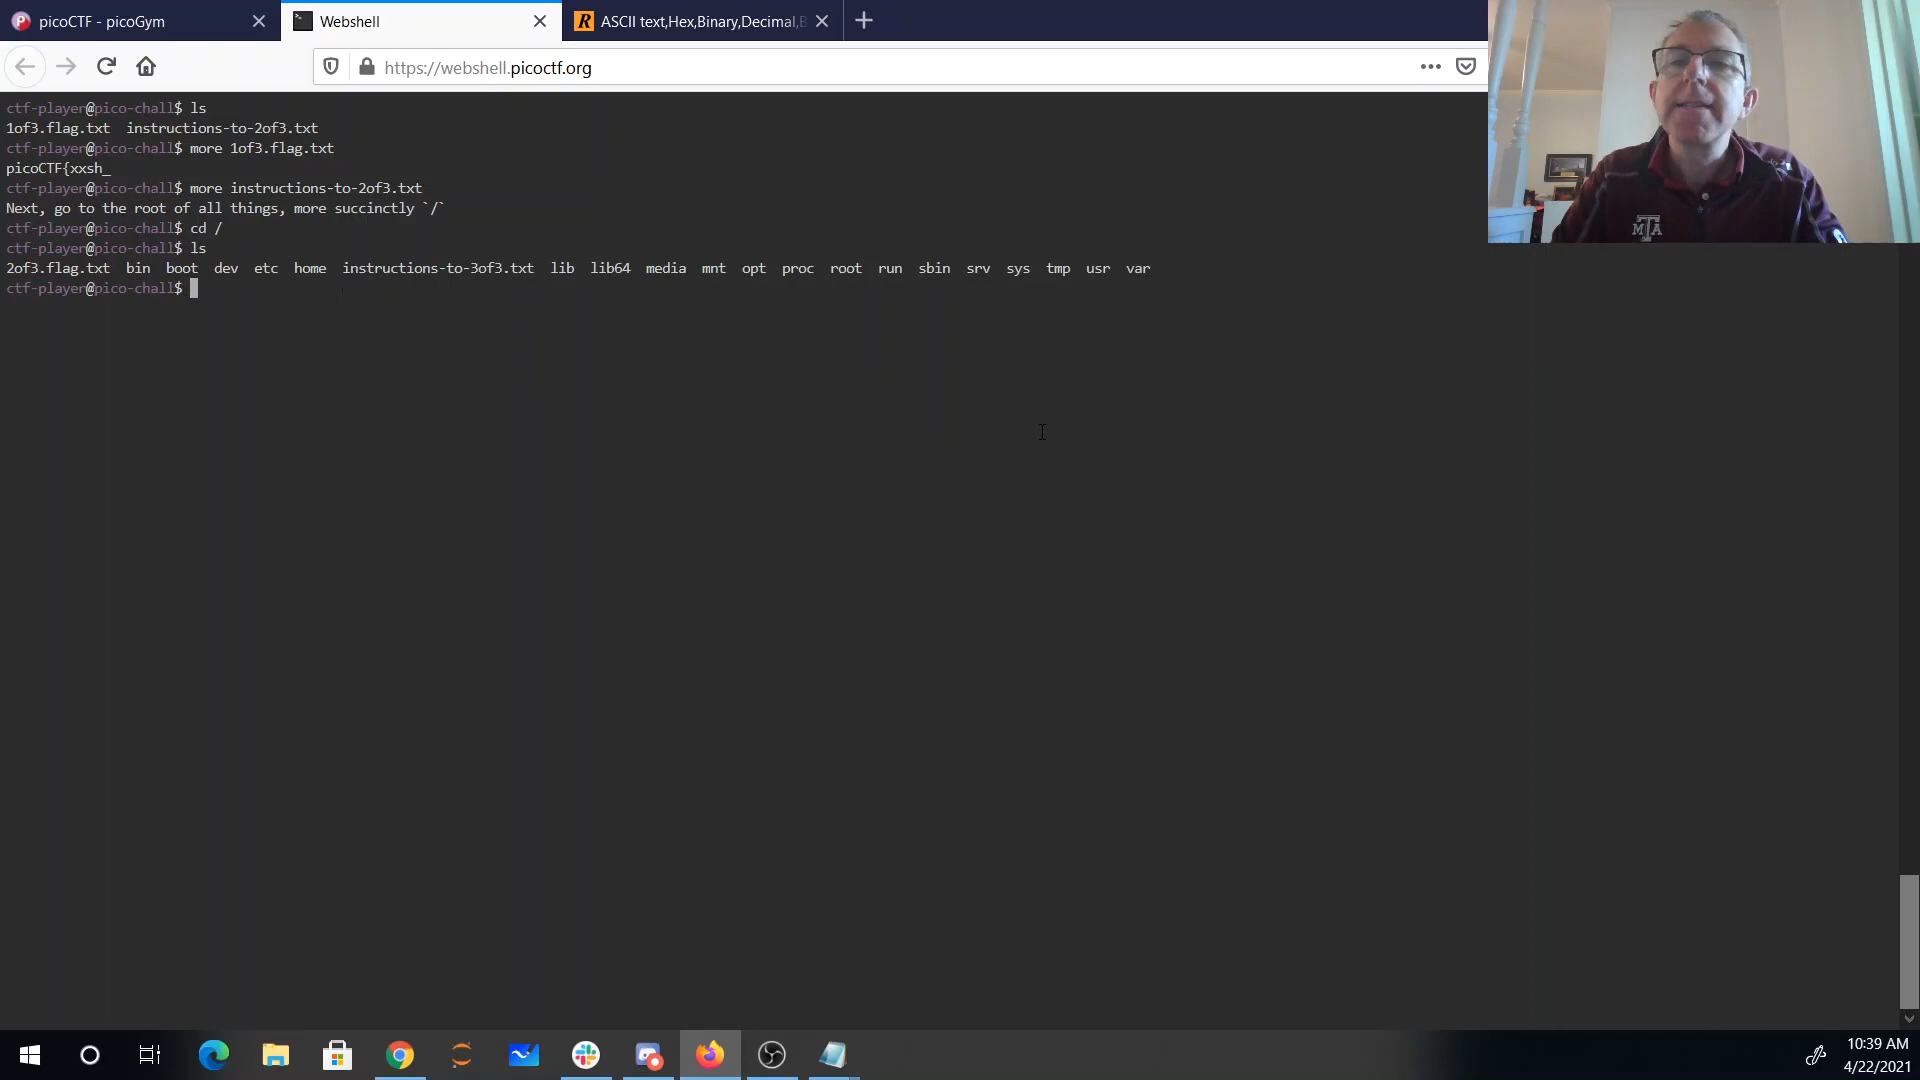 picoCTF - picoGym
Webshell
ASCII text,Hex,Binary,Decimal,B
https://webshell.picoctf.org
ctf-player@pico-chall$ ls
1of3.flag.txt  instructions-to-2of3.txt
ctf-player@pico-chall$ more 1of3.flag.txt
picoCTF{xxsh_
ctf-player@pico-chall$ more instructions-to-2of3.txt
Next, go to the root of all things, more succinctly `/`
ctf-player@pico-chall$ cd /
ctf-player@pico-chall$ ls
2of3.flag.txt  bin  boot  dev  etc  home  instructions-to-3of3.txt  lib  lib64  media  mnt  opt  proc  root  run  sbin  srv  sys  tmp  usr  var
ctf-player@pico-chall$
MTA
10:39 AM
4/22/2021